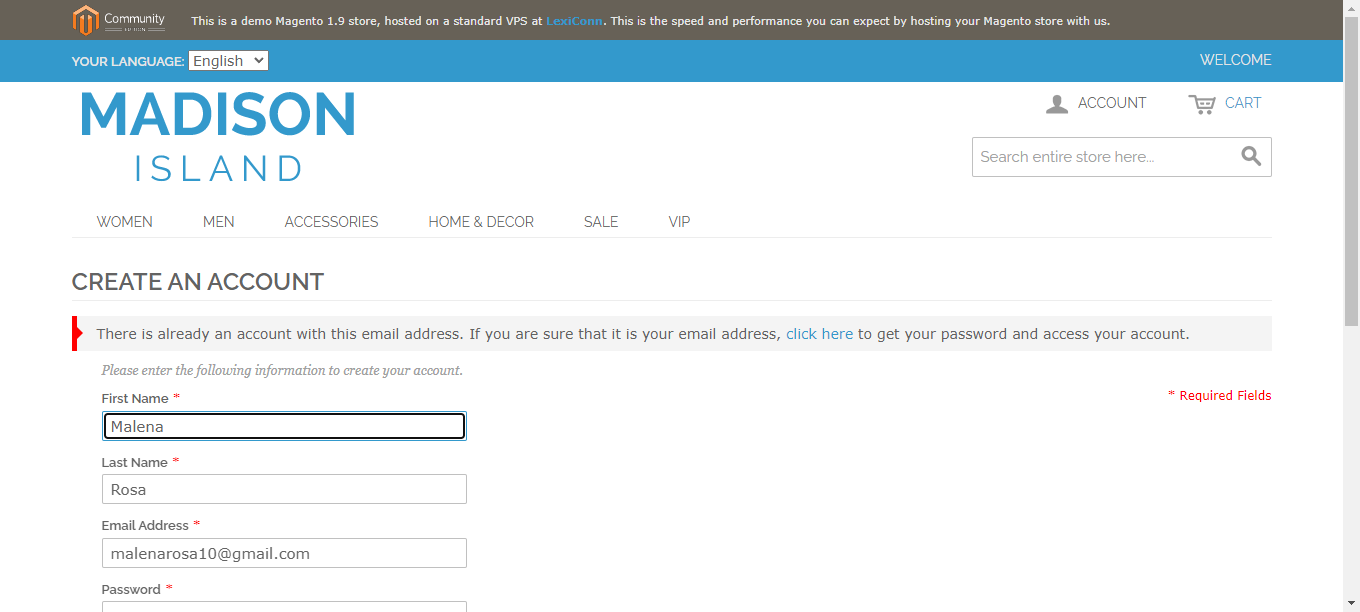 Community
EDITION
This is a demo Magento 1.9 store, hosted on a standard VPS at LexiConn. This is the speed and performance you can expect by hosting your Magento store with us.
YOUR LANGUAGE: English
WELCOME
MADISON
ISLAND
ACCOUNT
CART
Search entire store here...
WOMEN MEN ACCESSORIES HOME & DECOR SALE VIP
CREATE AN ACCOUNT
There is already an account with this email address. If you are sure that it is your email address, click here to get your password and access your account.
Please enter the following information to create your account.
* Required Fields
First Name *
Malena
Last Name *
Rosa
Email Address *
malenarosa10@gmail.com
Password *